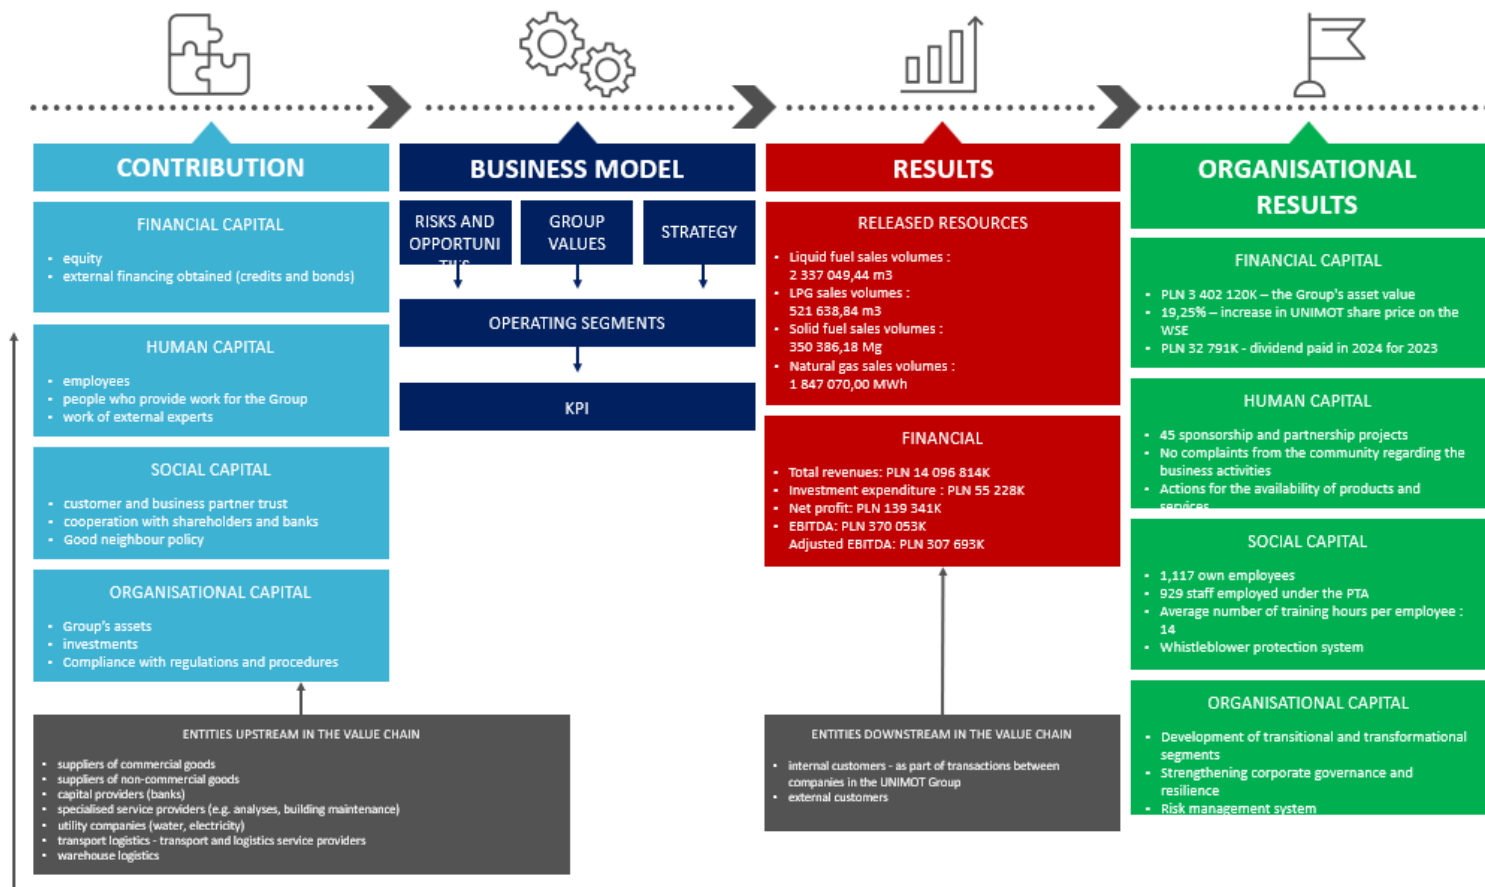 CONTRIBUTION
FINANCIAL CAPITAL
• equity
• external financing obtained (credits and bonds)
HUMAN CAPITAL
• employees
• people who provide work for the Group
• work of external experts
SOCIAL CAPITAL
• customer and business partner trust
• cooperation with shareholders and banks
• Good neighbour policy
ORGANISATIONAL CAPITAL
• Group's assets
• investments
• Compliance with regulations and procedures
ENTITIES UPSTREAM IN THE VALUE CHAIN
• suppliers of commercial goods
• suppliers of non-commercial goods
• capital providers (banks)
• specialised service providers (e.g. analyses, building maintenance)
• utility companies (water, electricity)
• transport logistics - transport and logistics service providers
• warehouse logistics
BUSINESS MODEL
RISKS AND
OPPORTUNI
GROUP
VALUES
STRATEGY
OPERATING SEGMENTS
KPI
RESULTS
RELEASED RESOURCES
• Liquid fuel sales volumes :
2 337 049,44 m3
• LPG sales volumes :
521 638,84 m3
• Solid fuel sales volumes :
350 386,18 Mg
• Natural gas sales volumes :
1 847 070,00 MWh
FINANCIAL
• Total revenues: PLN 14 096 814K
• Investment expenditure : PLN 55 228K
• Net profit: PLN 139 341K
• EBITDA: PLN 370 053K
Adjusted EBITDA: PLN 307 693K
ENTITIES DOWNSTREAM IN THE VALUE CHAIN
• internal customers - as part of transactions between
companies in the UNIMOT Group
• external customers
ORGANISATIONAL
RESULTS
FINANCIAL CAPITAL
• PLN 3 402 120K – the Group's asset value
• 19,25% – increase in UNIMOT share price on the
WSE
• PLN 32 791K - dividend paid in 2024 for 2023
HUMAN CAPITAL
• 45 sponsorship and partnership projects
• No complaints from the community regarding the
business activities
• Actions for the availability of products and
services
SOCIAL CAPITAL
• 1,117 own employees
• 929 staff employed under the PTA
• Average number of training hours per employee :
14
• Whistleblower protection system
ORGANISATIONAL CAPITAL
• Development of transitional and transformational
segments
• Strengthening corporate governance and
resilience
• Risk management system